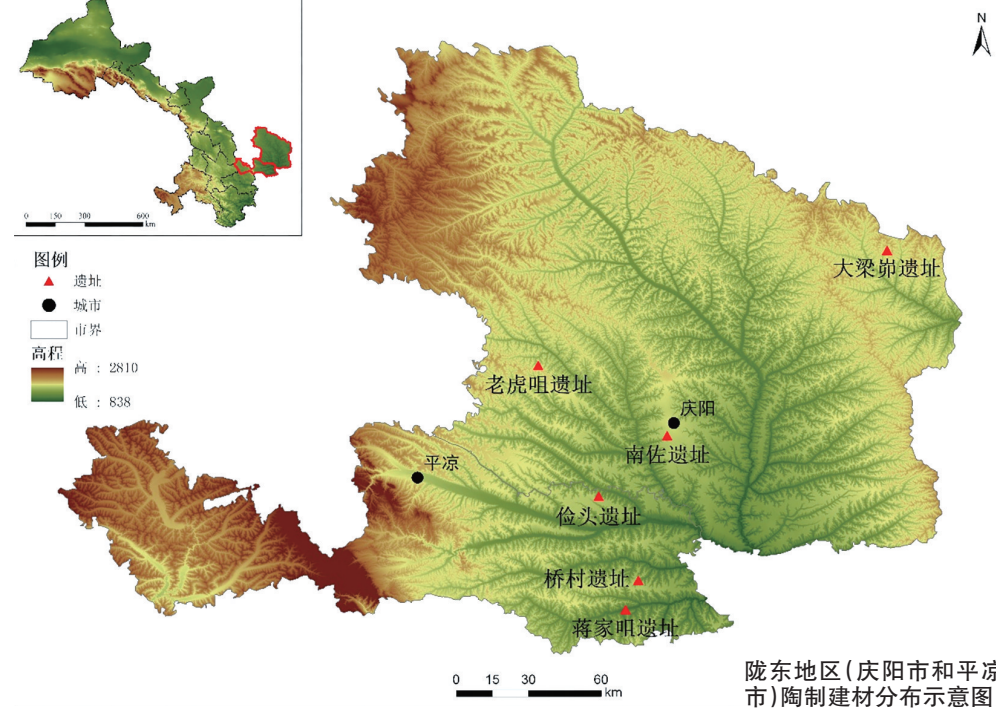 N
0 150 300 600
km
图例
遗址
城市
市界
高程
高：2810
低：838
大梁峁遗址
老虎咀遗址
庆阳
南佐遗址
平凉
俭头遗址
桥村遗址
蒋家咀遗址
0 15 30 60
km
陇东地区(庆阳市和平凉
市)陶制建材分布示意图